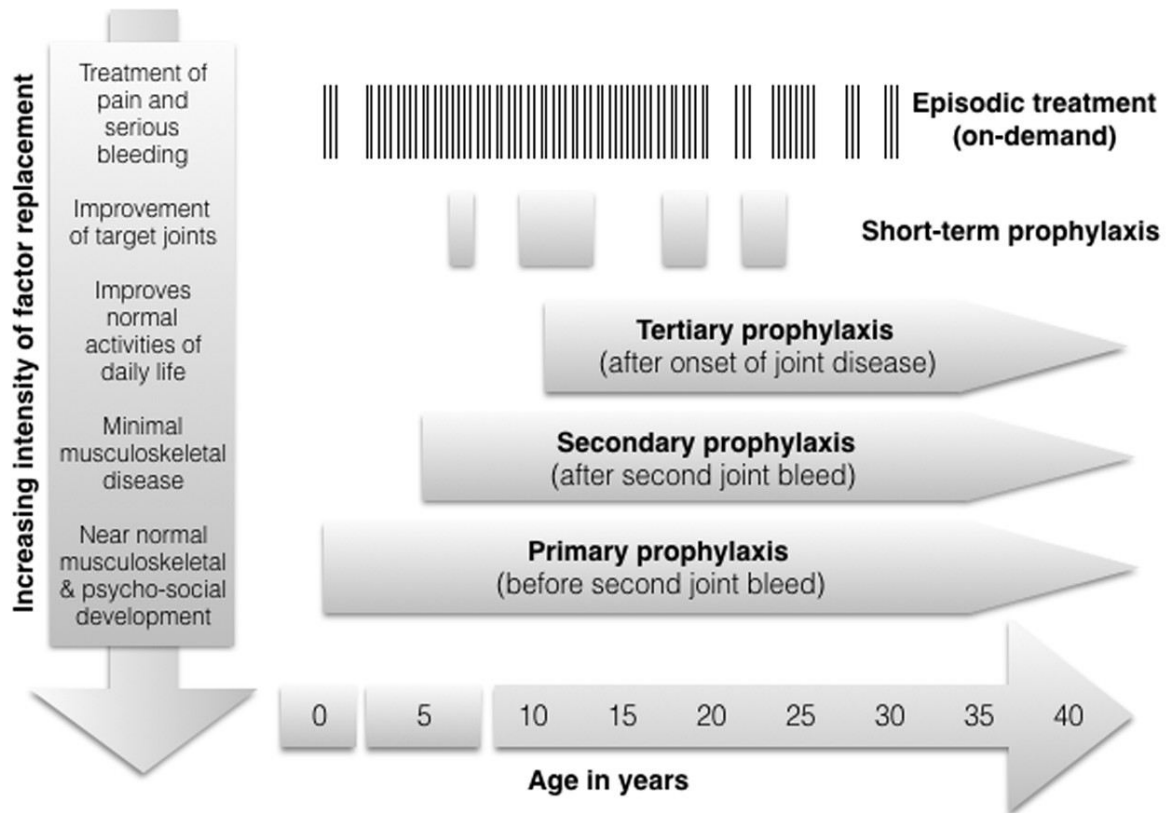 Increasing intensity of factor replacement
Treatment of
pain and
serious
bleeding
Improvement
of target joints
Improves
normal
activities of
daily life
Minimal
musculoskeletal
disease
Near normal
musculoskeletal
& psycho-social
development
Episodic treatment
(on-demand)
Short-term prophylaxis
Tertiary prophylaxis
(after onset of joint disease)
Secondary prophylaxis
(after second joint bleed)
Primary prophylaxis
(before second joint bleed)
0 5 10 15 20 25 30 35 40
Age in years